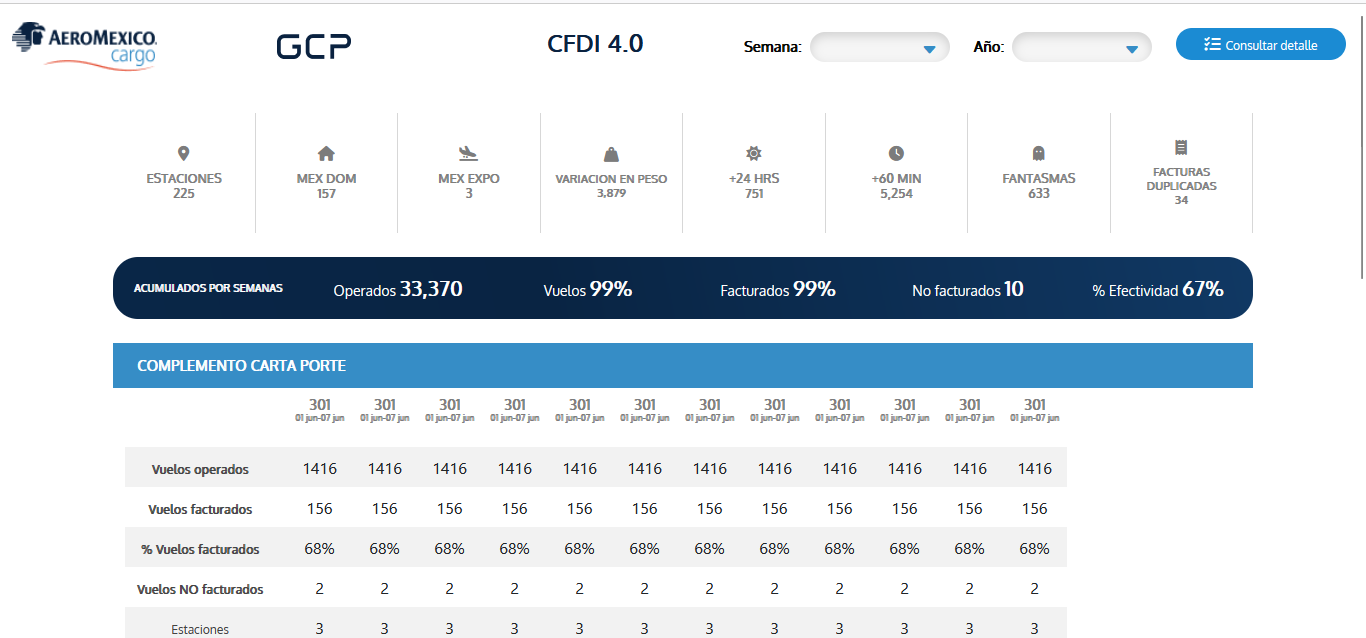 AEROMEXICO. cargo
GCP
CFDI 4.0
Semana:
Año:
Consultar detalle
ESTACIONES
225
MEX DOM
157
MEX EXPO
3
VARIACION EN PESO
3,879
+24 HRS
751
+60 MIN
5,254
FANTASMAS
633
FACTURAS
DUPLICADAS
34
ACUMULADOS POR SEMANAS Operados 33,370 Vuelos 99% Facturados 99% No facturados 10 % Efectividad 67%
COMPLEMENTO CARTA PORTE
301 301 301 301 301 301 301 301 301 301 301 301
01 jun-07 jun 01 jun-07 jun 01 jun-07 jun 01 jun-07 jun 01 jun-07 jun 01 jun-07 jun 01 jun-07 jun 01 jun-07 jun 01 jun-07 jun 01 jun-07 jun 01 jun-07 jun 01 jun-07 jun
Vuelos operados 1416 1416 1416 1416 1416 1416 1416 1416 1416 1416 1416 1416
Vuelos facturados 156 156 156 156 156 156 156 156 156 156 156 156
% Vuelos facturados 68% 68% 68% 68% 68% 68% 68% 68% 68% 68% 68% 68%
Vuelos NO facturados 2 2 2 2 2 2 2 2 2 2 2 2
Estaciones 3 3 3 3 3 3 3 3 3 3 3 3